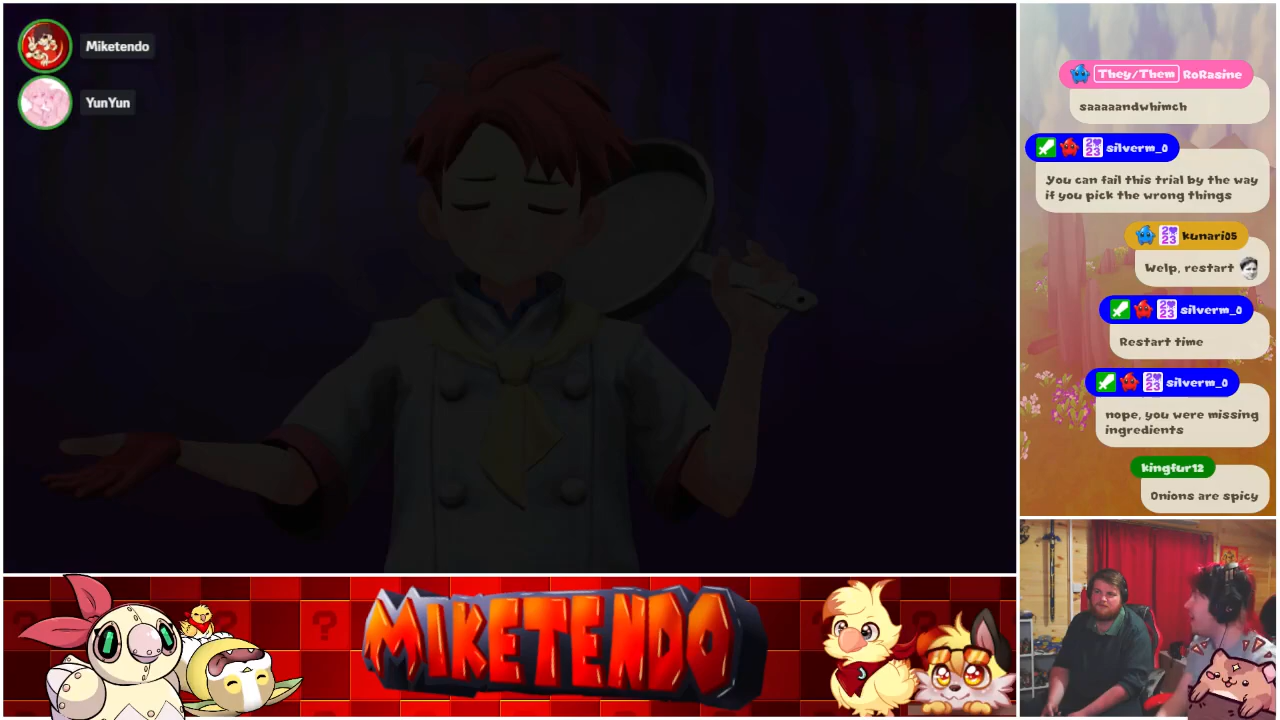 Miketendo
YunYun
They/Them RoRasine
saaaaandwhimch
silverm_0
You can fail this trial by the way
if you pick the wrong things
kunari05
Welp, restart
silverm_0
Restart time
silverm_0
nope, you were missing
ingredients
kingfur12
Onions are spicy
MIKETENDO